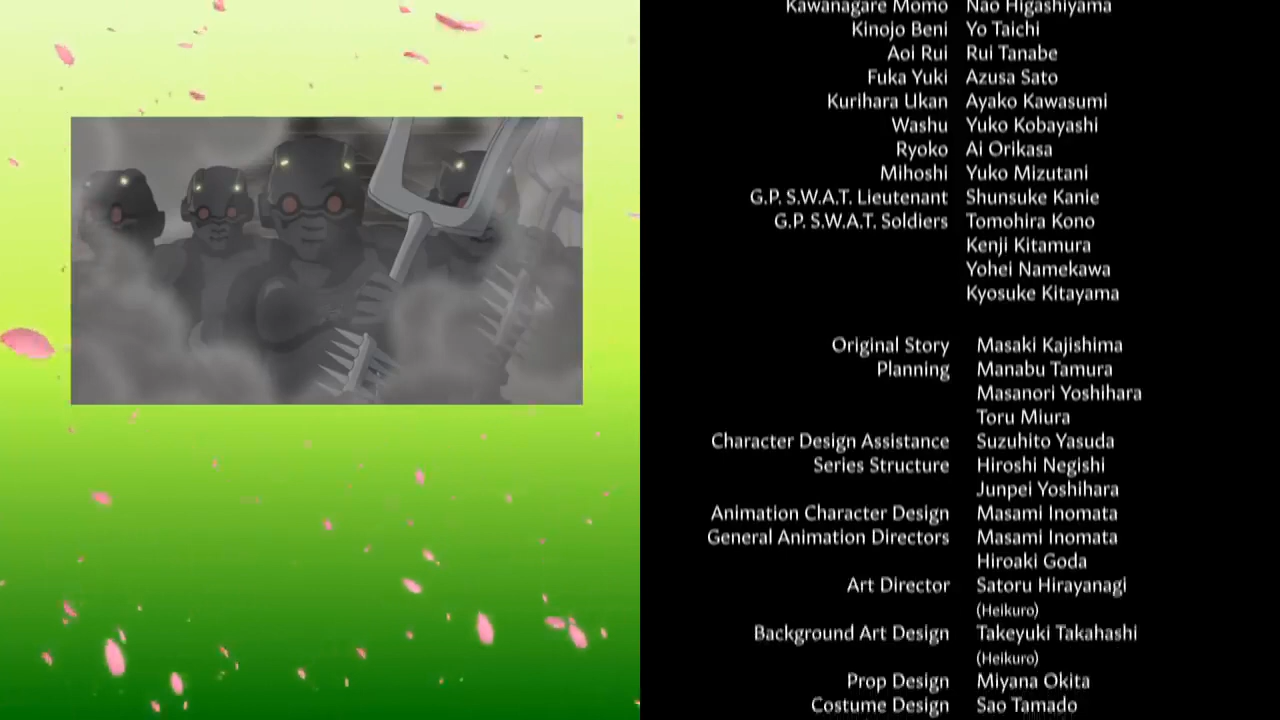 Kawanagare Momo Nao Higashiyama
Kinojo Beni Yo Taichi
Aoi Rui Rui Tanabe
Fuka Yuki Azusa Sato
Kurihara Ukan Ayako Kawasumi
Washu Yuko Kobayashi
Ryoko Ai Orikasa
Mihoshi Yuko Mizutani
G.P. S.W.A.T. Lieutenant Shunsuke Kanie
G.P. S.W.A.T. Soldiers Tomohira Kono
Kenji Kitamura
Yohei Namekawa
Kyosuke Kitayama
Original Story Masaki Kajishima
Planning Manabu Tamura
Masanori Yoshihara
Toru Miura
Character Design Assistance Suzuhito Yasuda
Series Structure Hiroshi Negishi
Junpei Yoshihara
Animation Character Design Masami Inomata
General Animation Directors Masami Inomata
Hiroaki Goda
Art Director Satoru Hirayanagi
(Heikuro)
Background Art Design Takeyuki Takahashi
(Heikuro)
Prop Design Miyana Okita
Costume Design Sao Tamado